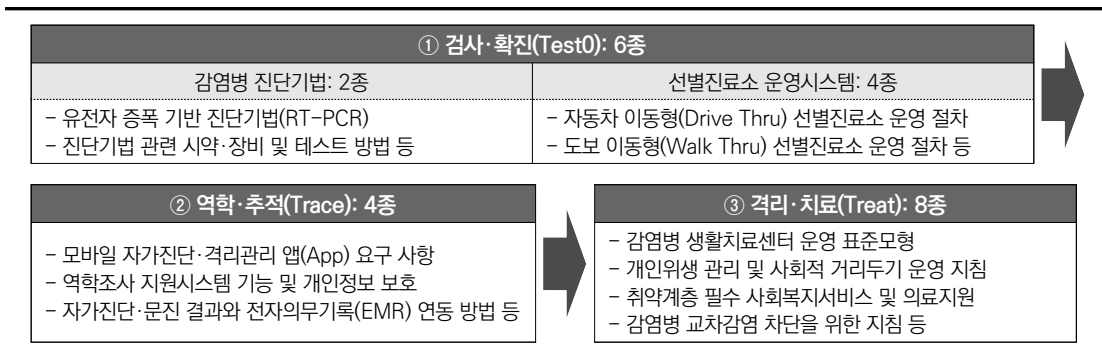 ① 검사·확진(Test0): 6종
감염병 진단기법: 2종
선별진료소 운영시스템: 4종
- 유전자 증폭 기반 진단기법(RT-PCR)
- 진단기법 관련 시약·장비 및 테스트 방법 등
- 자동차 이동형(Drive Thru) 선별진료소 운영 절차
- 도보 이동형(Walk Thru) 선별진료소 운영 절차 등
② 역학·추적(Trace): 4종
- 모바일 자가진단·격리관리 앱(App) 요구 사항
- 역학조사 지원시스템 기능 및 개인정보 보호
- 자가진단·문진 결과와 전자의무기록(EMR) 연동 방법 등
③ 격리·치료(Treat): 8종
- 감염병 생활치료센터 운영 표준모형
- 개인위생 관리 및 사회적 거리두기 운영 지침
- 취약계층 필수 사회복지서비스 및 의료지원
- 감염병 교차감염 차단을 위한 지침 등